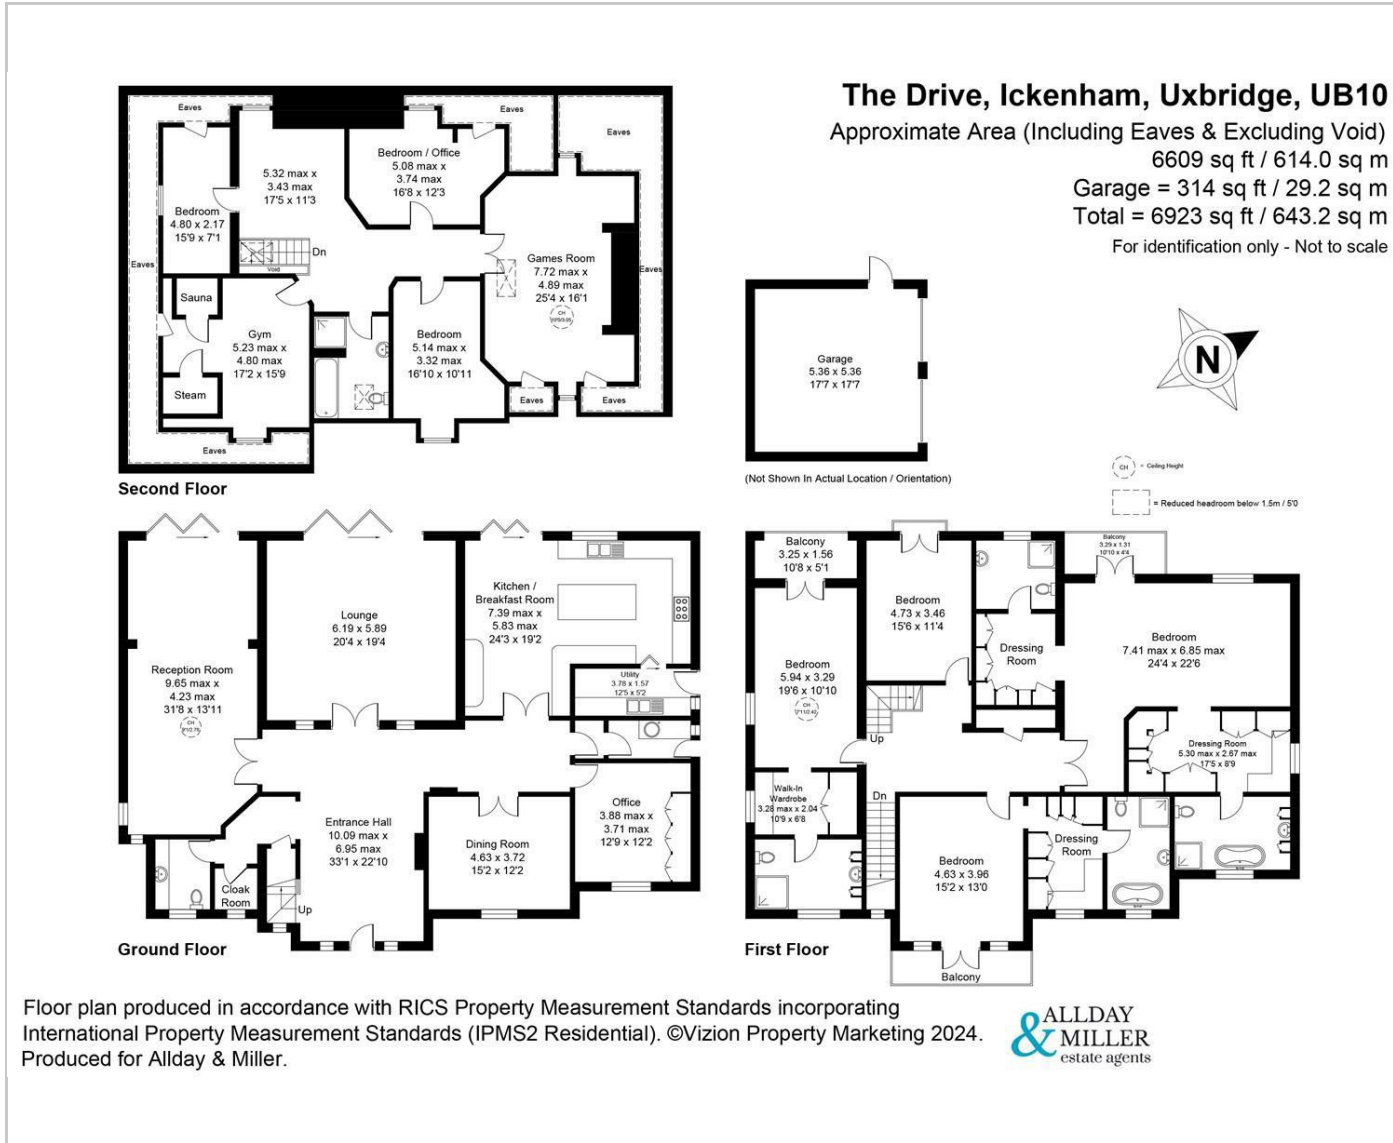 The Drive, Ickenham, Uxbridge, UB10
Approximate Area (Including Eaves & Excluding Void)
6609 sq ft / 614.0 sq m
Garage = 314 sq ft / 29.2 sq m
Total = 6923 sq ft / 643.2 sq m
For identification only - Not to scale
Eaves
Eaves
Eaves
Bedroom
4.80 x 2.17
15'9 x 7'1
5.32 max x
3.43 max
17'5 x 11'3
Bedroom / Office
5.08 max x
3.74 max
16'8 x 12'3
Dn
Void
Eaves
Games Room
7.72 max x
4.89 max
25'4 x 16'1
CH
Eaves
Sauna
Gym
5.23 max x
4.80 max
17'2 x 15'9
Steam
Bedroom
5.14 max x
3.32 max
16'10 x 10'11
Eaves
Eaves
Eaves
Second Floor
Garage
5.36 x 5.36
17'7 x 17'7
(Not Shown In Actual Location / Orientation)
N
CH = Ceiling Height
= Reduced headroom below 1.5m / 5'0
Reception Room
9.65 max x
4.23 max
31'8 x 13'11
CH
Lounge
6.19 x 5.89
20'4 x 19'4
Kitchen /
Breakfast Room
7.39 max x
5.83 max
24'3 x 19'2
Utility
3.78 x 1.57
12'5 x 5'2
Entrance Hall
10.09 max x
6.95 max
33'1 x 22'10
Dining Room
4.63 x 3.72
15'2 x 12'2
Office
3.88 max x
3.71 max
12'9 x 12'2
Cloak
Room
Up
Ground Floor
Balcony
3.25 x 1.56
10'8 x 5'1
Bedroom
4.73 x 3.46
15'6 x 11'4
Balcony
3.29 x 1.31
10'10 x 4'4
Bedroom
5.94 x 3.29
19'6 x 10'10
CH
Dressing
Room
Bedroom
7.41 max x 6.85 max
24'4 x 22'6
Up
Dressing Room
5.30 max x 2.67 max
17'5 x 8'9
Walk-In
Wardrobe
3.28 max x 2.04
10'9 x 6'8
Dn
Bedroom
4.63 x 3.96
15'2 x 13'0
Dressing
Room
Balcony
First Floor
Floor plan produced in accordance with RICS Property Measurement Standards incorporating
International Property Measurement Standards (IPMS2 Residential). ©Vizion Property Marketing 2024.
Produced for Allday & Miller.
ALLDAY
& MILLER
estate agents